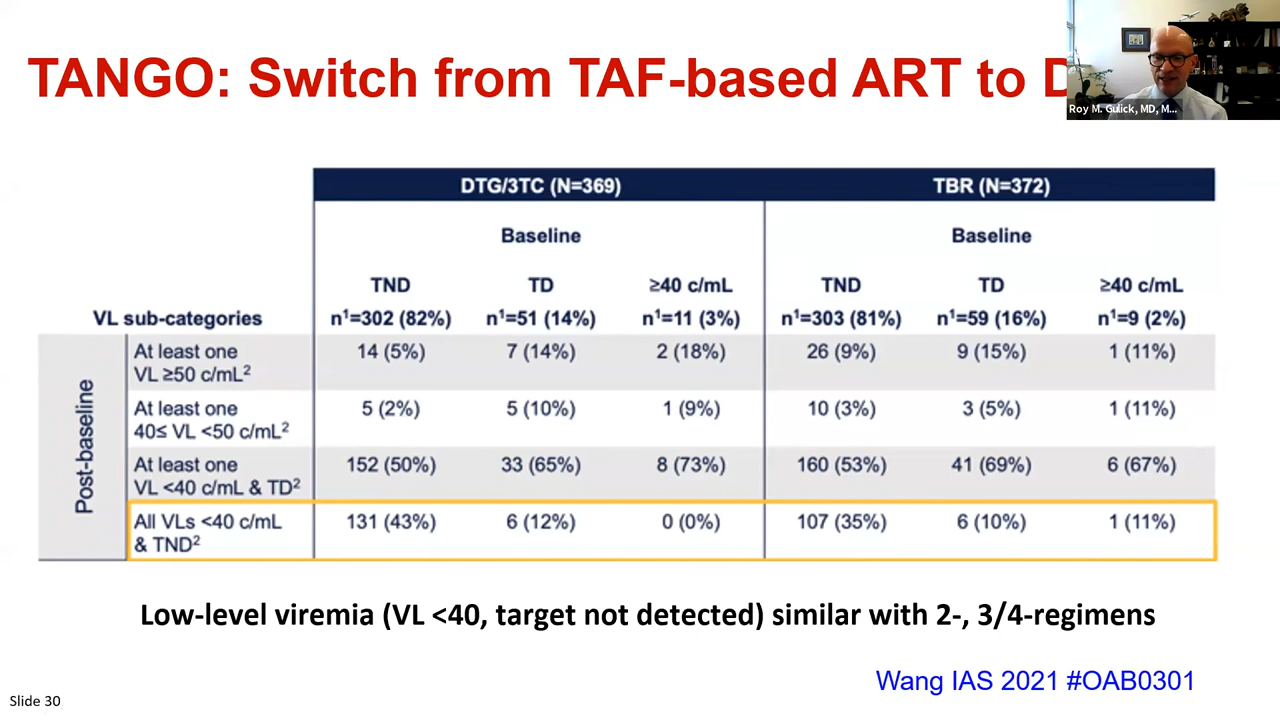 TANGO: Switch from TAF-based ART to
Roy M. Gulick, MD, M...
DTG/3TC (N=369) TBR (N=372)
Baseline Baseline
TND TD ≥40 c/mL TND TD ≥40 c/mL
VL sub-categories n¹=302 (82%) n¹=51 (14%) n¹=11 (3%) n¹=303 (81%) n¹=59 (16%) n¹=9 (2%)
Post-baseline
At least one
VL ≥50 c/mL² 14 (5%) 7 (14%) 2 (18%) 26 (9%) 9 (15%) 1 (11%)
At least one
40≤ VL <50 c/mL² 5 (2%) 5 (10%) 1 (9%) 10 (3%) 3 (5%) 1 (11%)
At least one
VL <40 c/mL & TD² 152 (50%) 33 (65%) 8 (73%) 160 (53%) 41 (69%) 6 (67%)
All VLs <40 c/mL
& TND² 131 (43%) 6 (12%) 0 (0%) 107 (35%) 6 (10%) 1 (11%)
Low-level viremia (VL <40, target not detected) similar with 2-, 3/4-regimens
Wang IAS 2021 #OAB0301
Slide 30